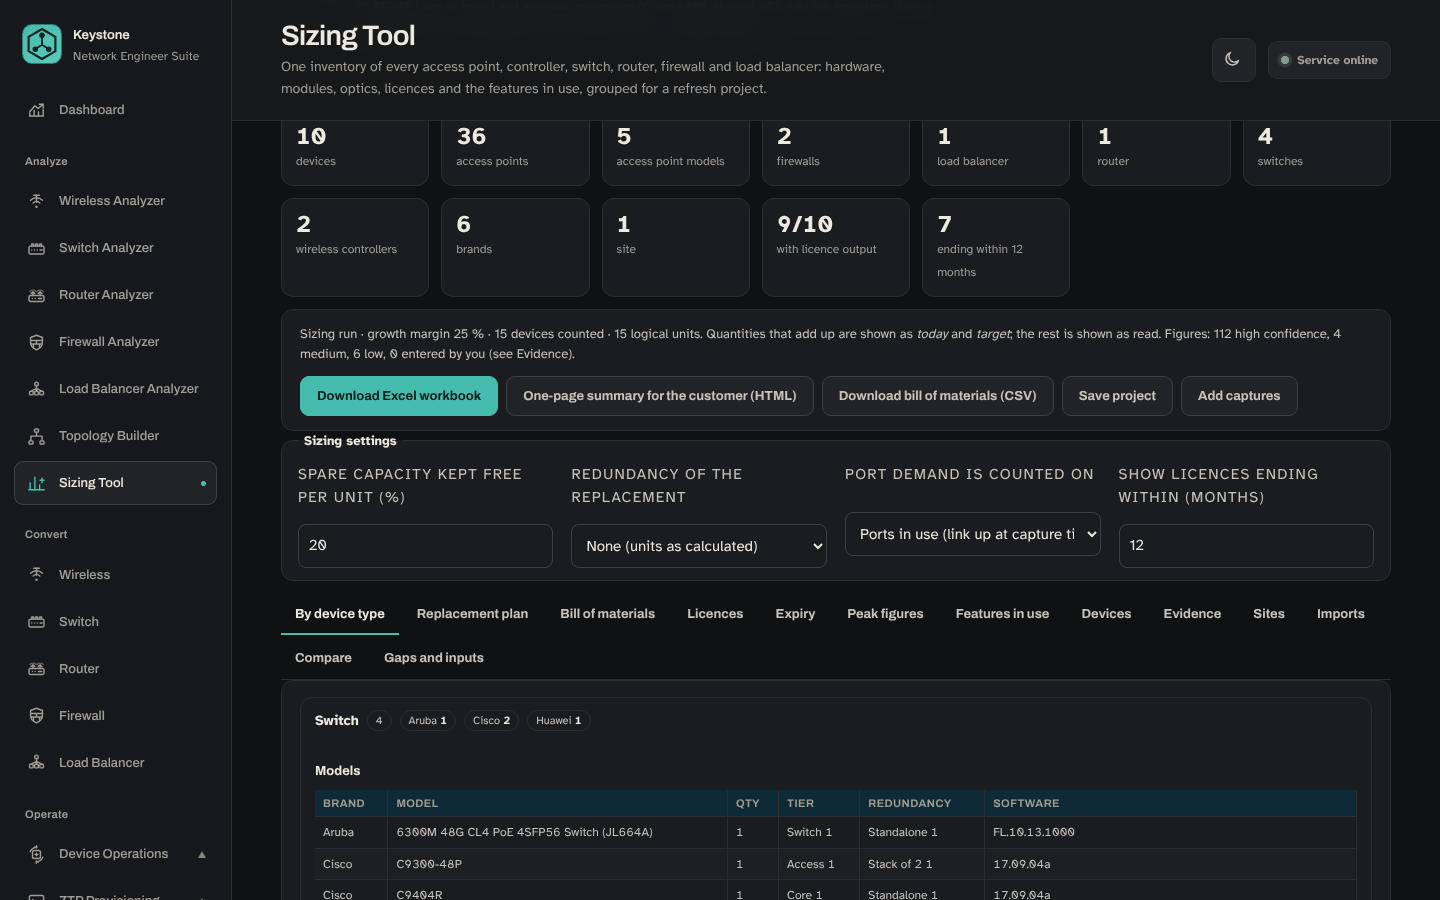 Keystone
Network Engineer Suite
Dashboard
Analyze
Wireless Analyzer
Switch Analyzer
Router Analyzer
Firewall Analyzer
Load Balancer Analyzer
Topology Builder
Sizing Tool
Convert
Wireless
Switch
Router
Firewall
Load Balancer
Operate
Device Operations
ZTP Provisioning
Sizing Tool
One inventory of every access point, controller, switch, router, firewall and load balancer: hardware,
modules, optics, licences and the features in use, grouped for a refresh project.
Service online
10
devices
36
access points
5
access point models
2
firewalls
1
load balancer
1
router
4
switches
2
wireless controllers
6
brands
1
site
9/10
with licence output
7
ending within 12
months
Sizing run · growth margin 25 % · 15 devices counted · 15 logical units. Quantities that add up are shown as today and target; the rest is shown as read. Figures: 112 high confidence, 4
medium, 6 low, 0 entered by you (see Evidence).
Download Excel workbook
One-page summary for the customer (HTML)
Download bill of materials (CSV)
Save project
Add captures
Sizing settings
SPARE CAPACITY KEPT FREE
PER UNIT (%)
20
REDUNDANCY OF THE
REPLACEMENT
None (units as calculated)
PORT DEMAND IS COUNTED ON
Ports in use (link up at capture ti
SHOW LICENCES ENDING
WITHIN (MONTHS)
12
By device type
Replacement plan
Bill of materials
Licences
Expiry
Peak figures
Features in use
Devices
Evidence
Sites
Imports
Compare
Gaps and inputs
Switch 4 Aruba 1 Cisco 2 Huawei 1
Models
BRAND MODEL QTY TIER REDUNDANCY SOFTWARE
Aruba 6300M 48G CL4 PoE 4SFP56 Switch (JL664A) 1 Switch 1 Standalone 1 FL.10.13.1000
Cisco C9300-48P 1 Access 1 Stack of 2 1 17.09.04a
Cisco C9404R 1 Core 1 Standalone 1 17.09.04a